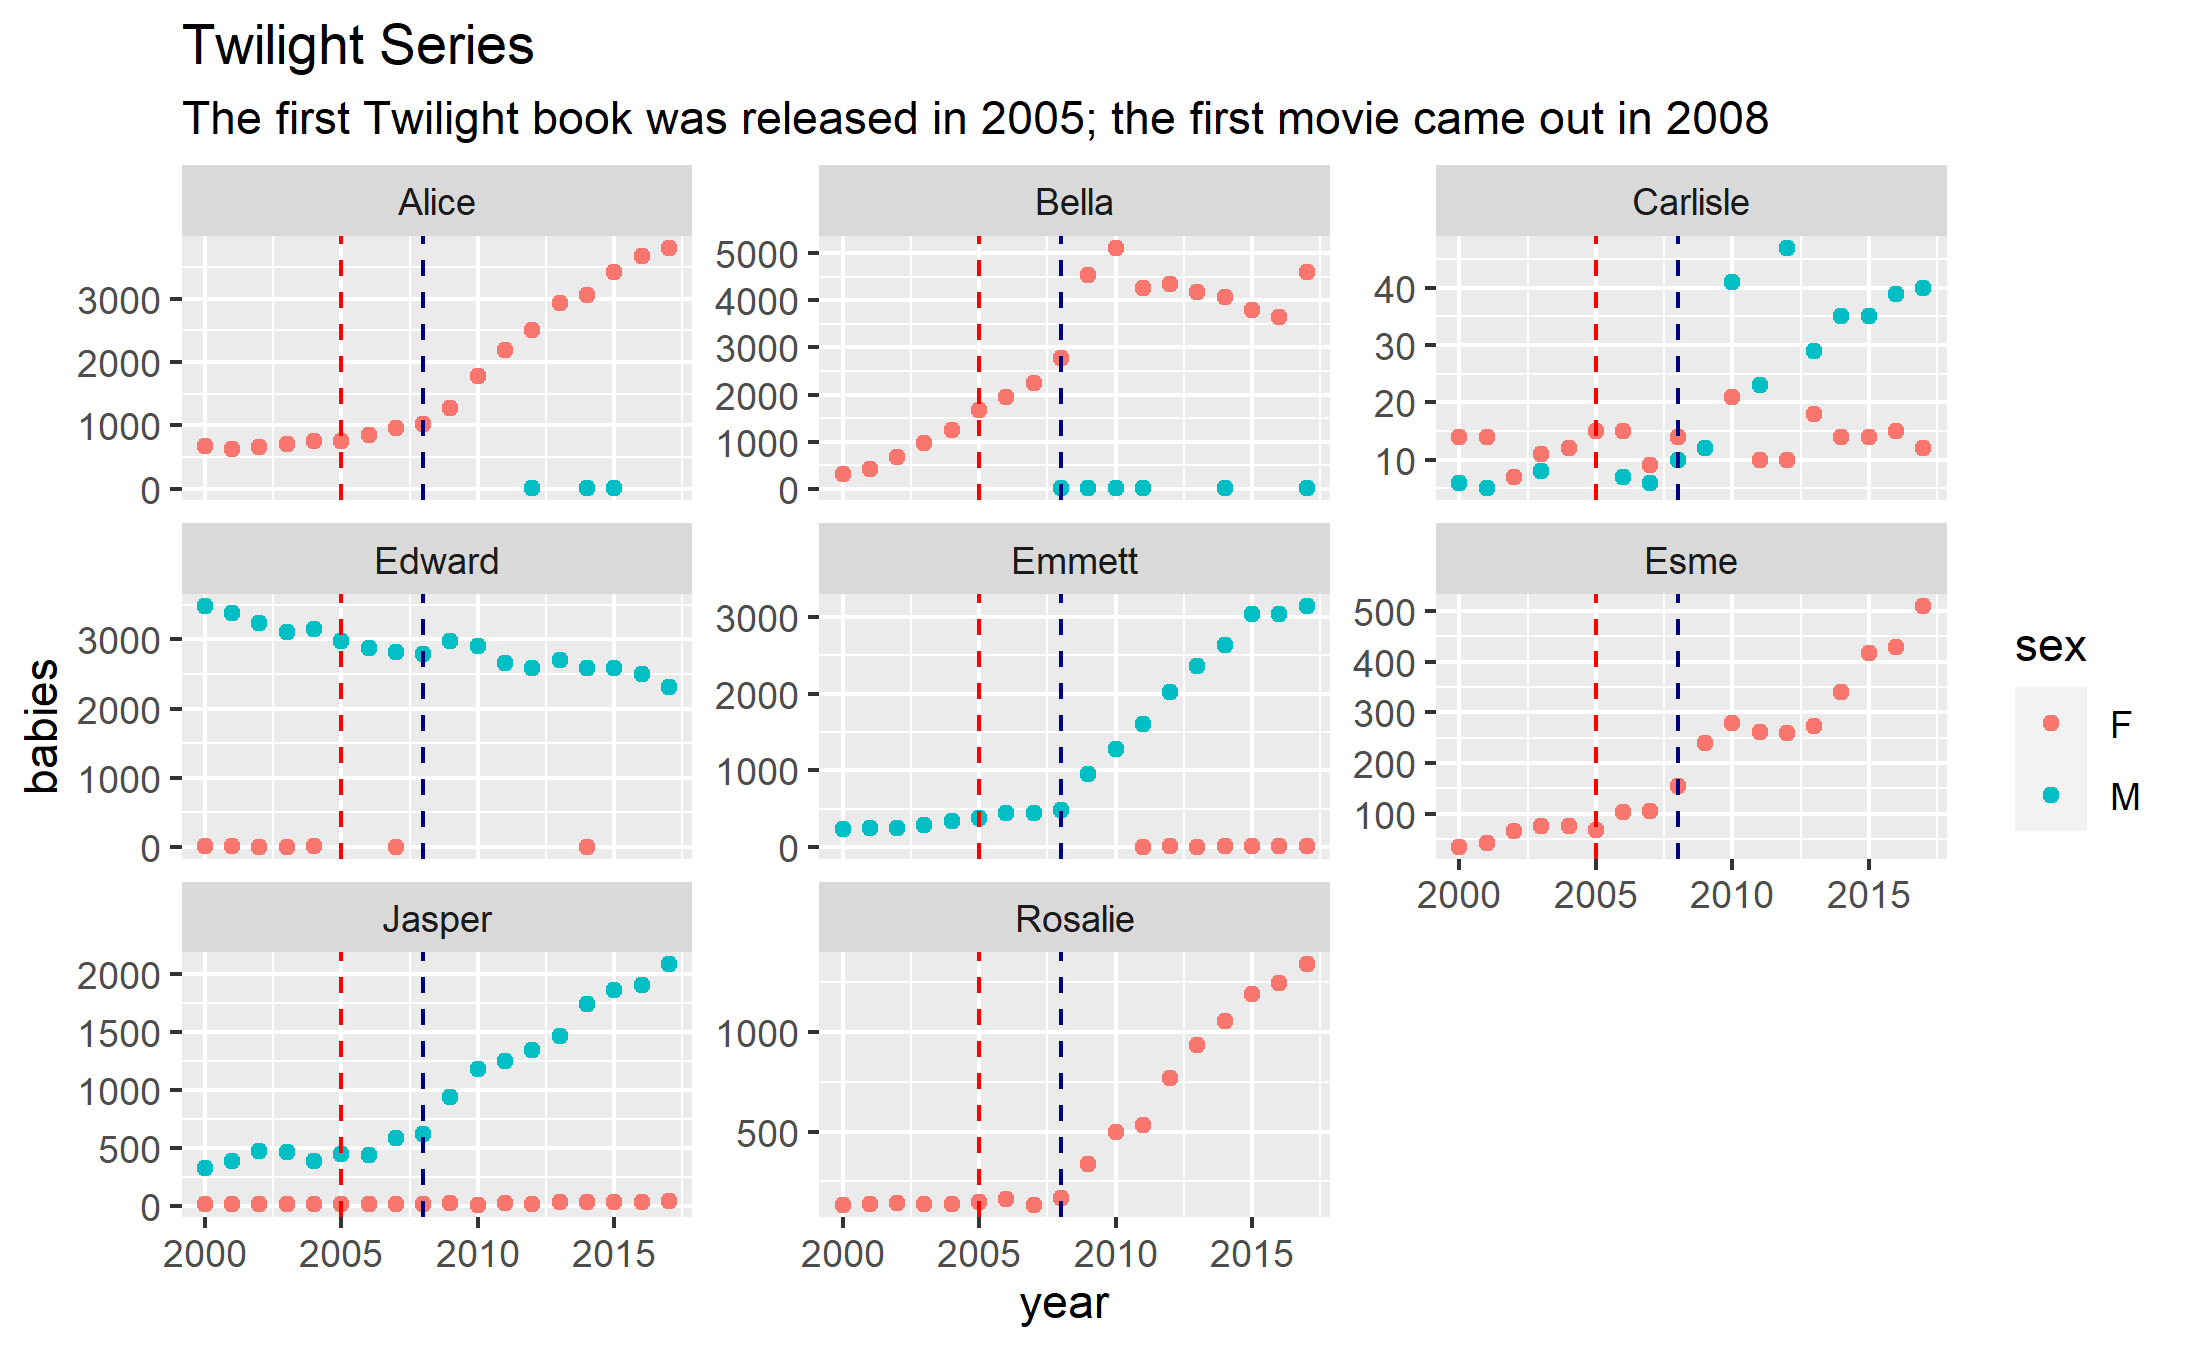 Twilight Series
The first Twilight book was released in 2005; the first movie came out in 2008
Alice
3000
2000
1000
0
Bella
5000
4000
3000
2000
1000
0
Carlisle
40
30
20
10
Edward
3000
2000
1000
0
Emmett
3000
2000
1000
0
Esme
500
400
300
200
100
2000 2005 2010 2015
Jasper
2000
1500
1000
500
0
2000 2005 2010 2015
Rosalie
1000
500
2000 2005 2010 2015
babies
year
sex
F
M